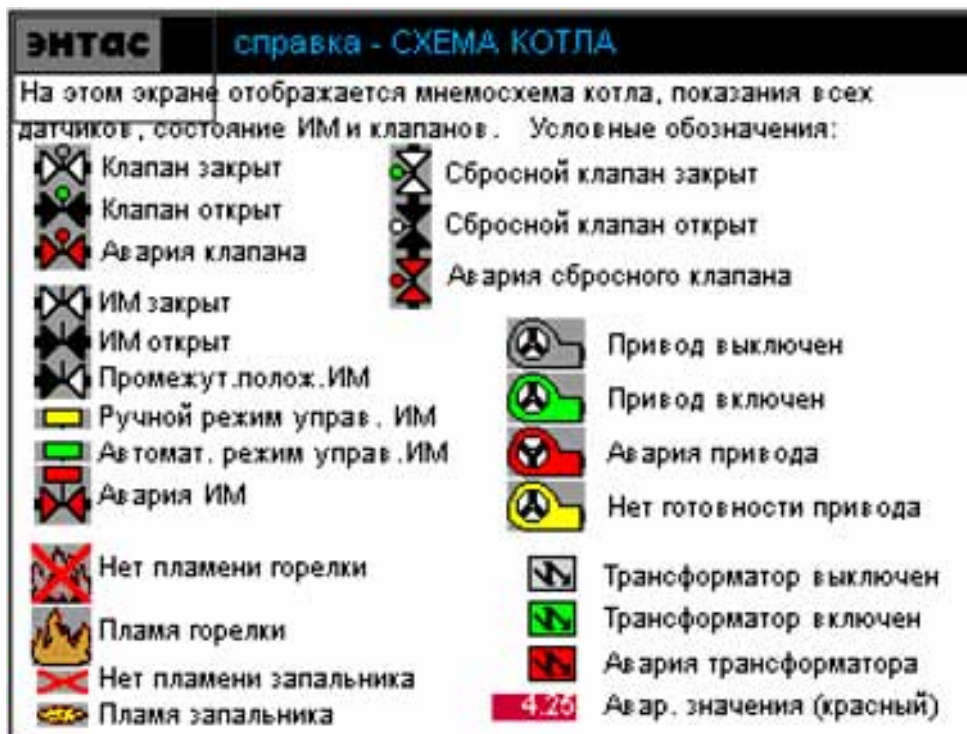 энтас
справка - СХЕМА КОТЛА
На этом экране отображается мнемосхема котла, показания всех
датчиков, состояние ИМ и клапанов. Условные обозначения:
Клапан закрыт
Клапан открыт
Авария клапана
Сбросной клапан закрыт
Сбросной клапан открыт
Авария сбросного клапана
ИМ закрыт
ИМ открыт
Промежут.полож.ИМ
Ручной режим управ. ИМ
Автомат. режим управ.ИМ
Авария ИМ
Привод выключен
Привод включен
Авария привода
Нет готовности привода
Нет пламени горелки
Пламя горелки
Нет пламени запальника
Пламя запальника
Трансформатор выключен
Трансформатор включен
Авария трансформатора
4.25 Авар. значения (красный)